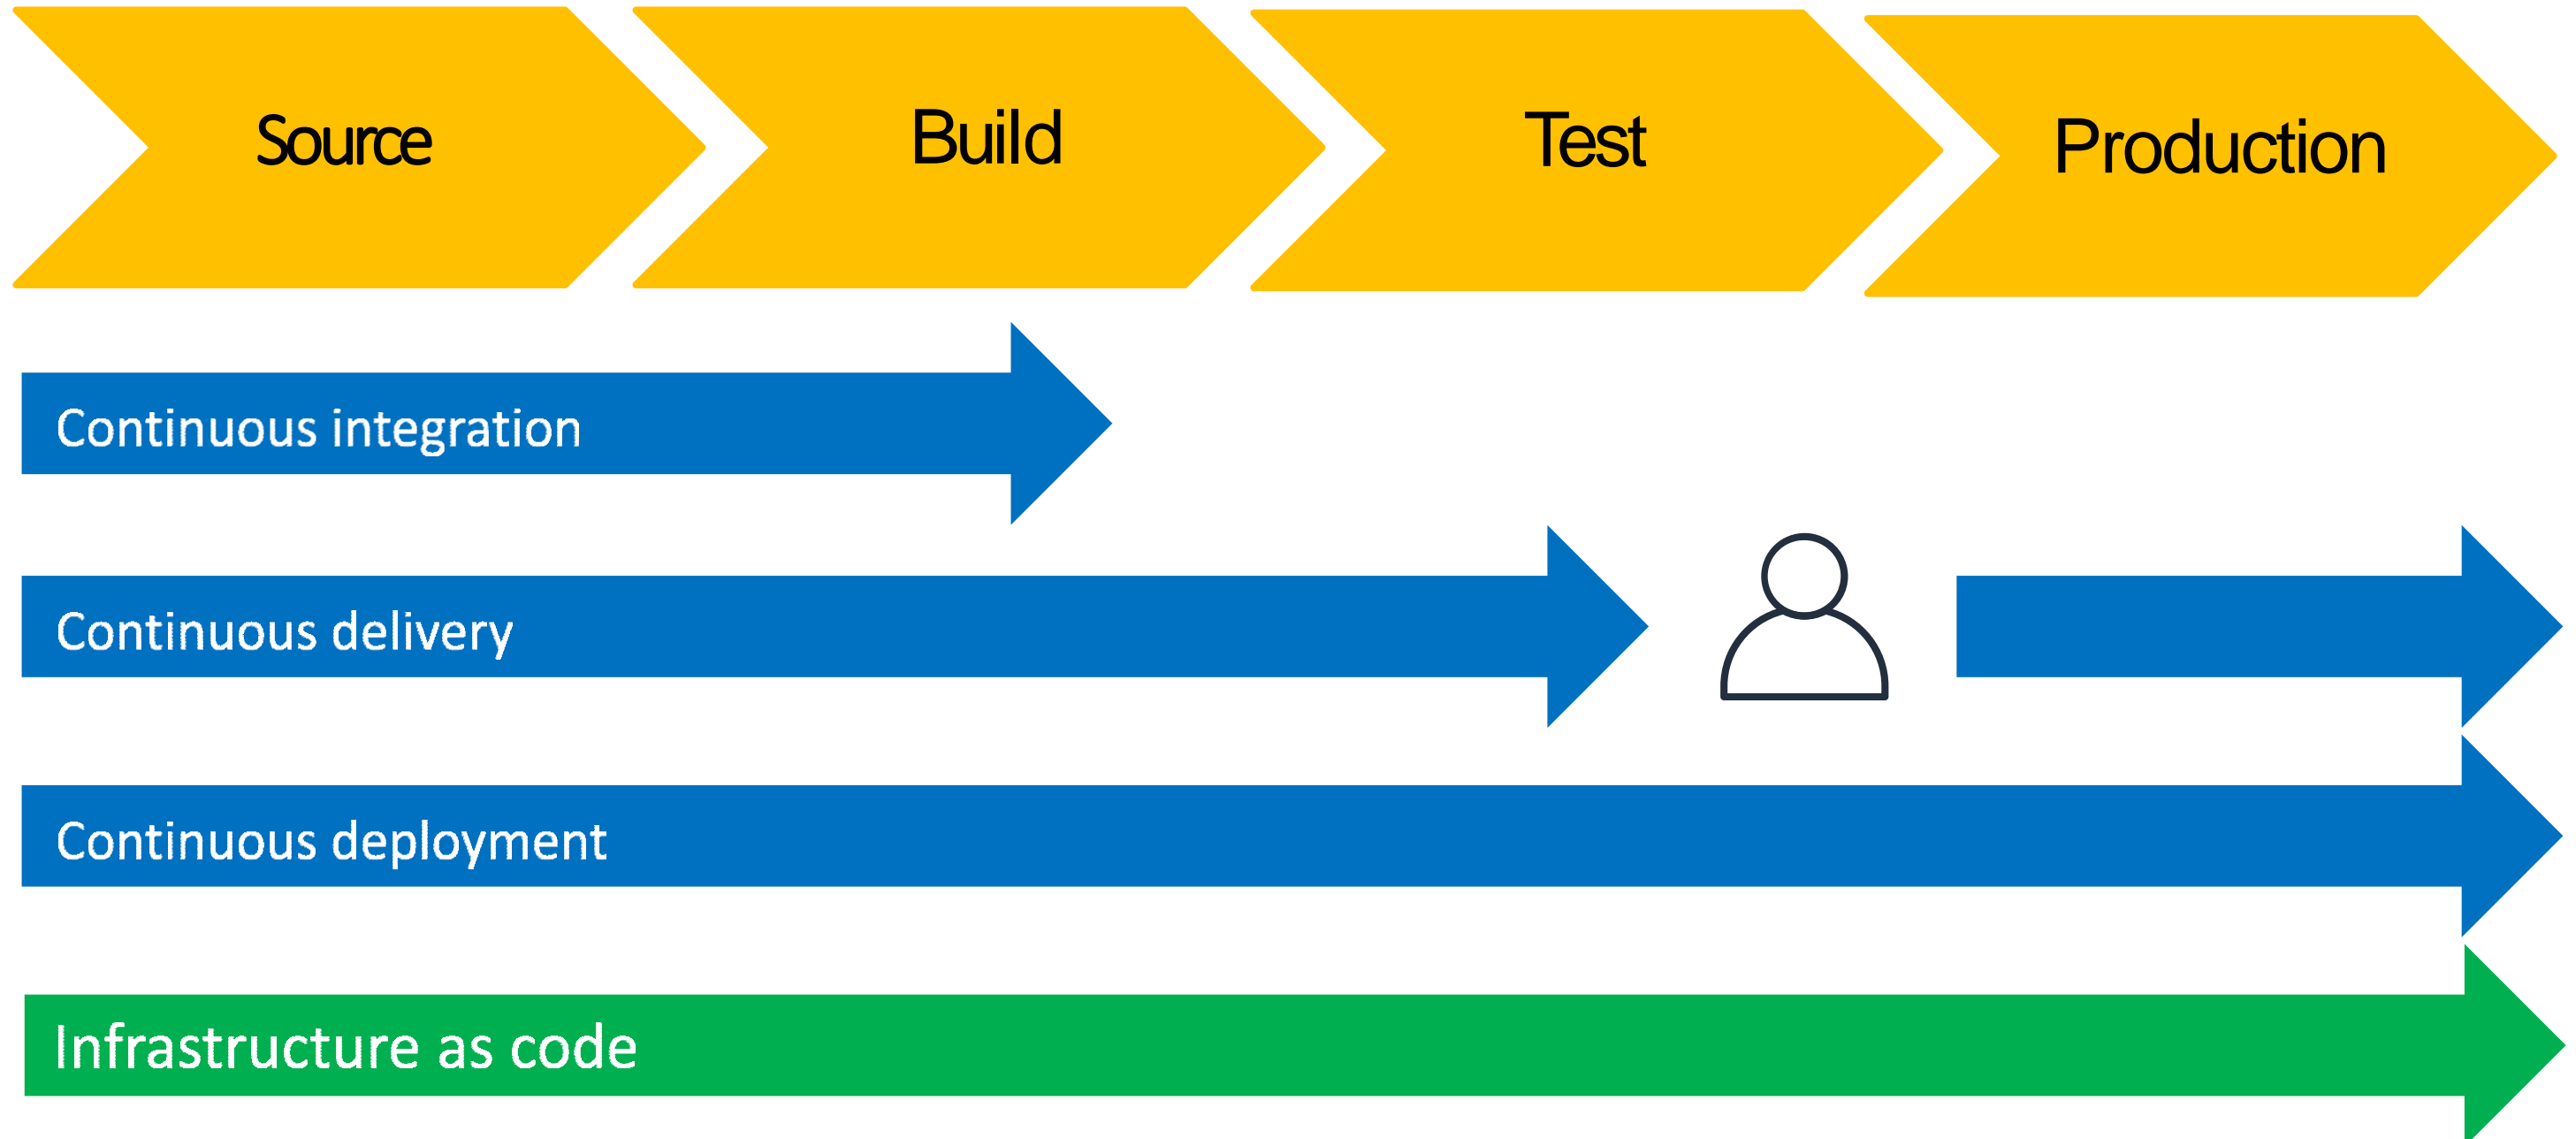 Source
Build
Test
Production
Continuous integration
Continuous delivery
Continuous deployment
Infrastructure as code